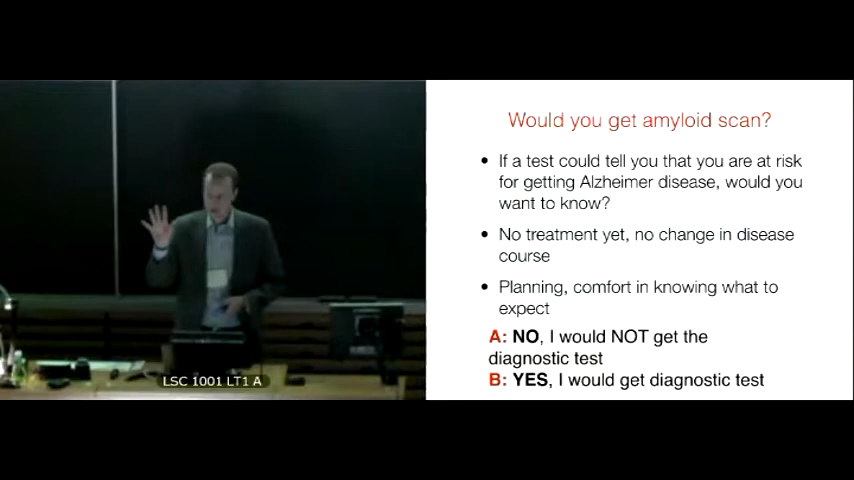 Would you get amyloid scan?
• If a test could tell you that you are at risk
for getting Alzheimer disease, would you
want to know?
• No treatment yet, no change in disease
course
• Planning, comfort in knowing what to
expect
A: NO, I would NOT get the
diagnostic test
B: YES, I would get diagnostic test
LSC 1001 LT1 A